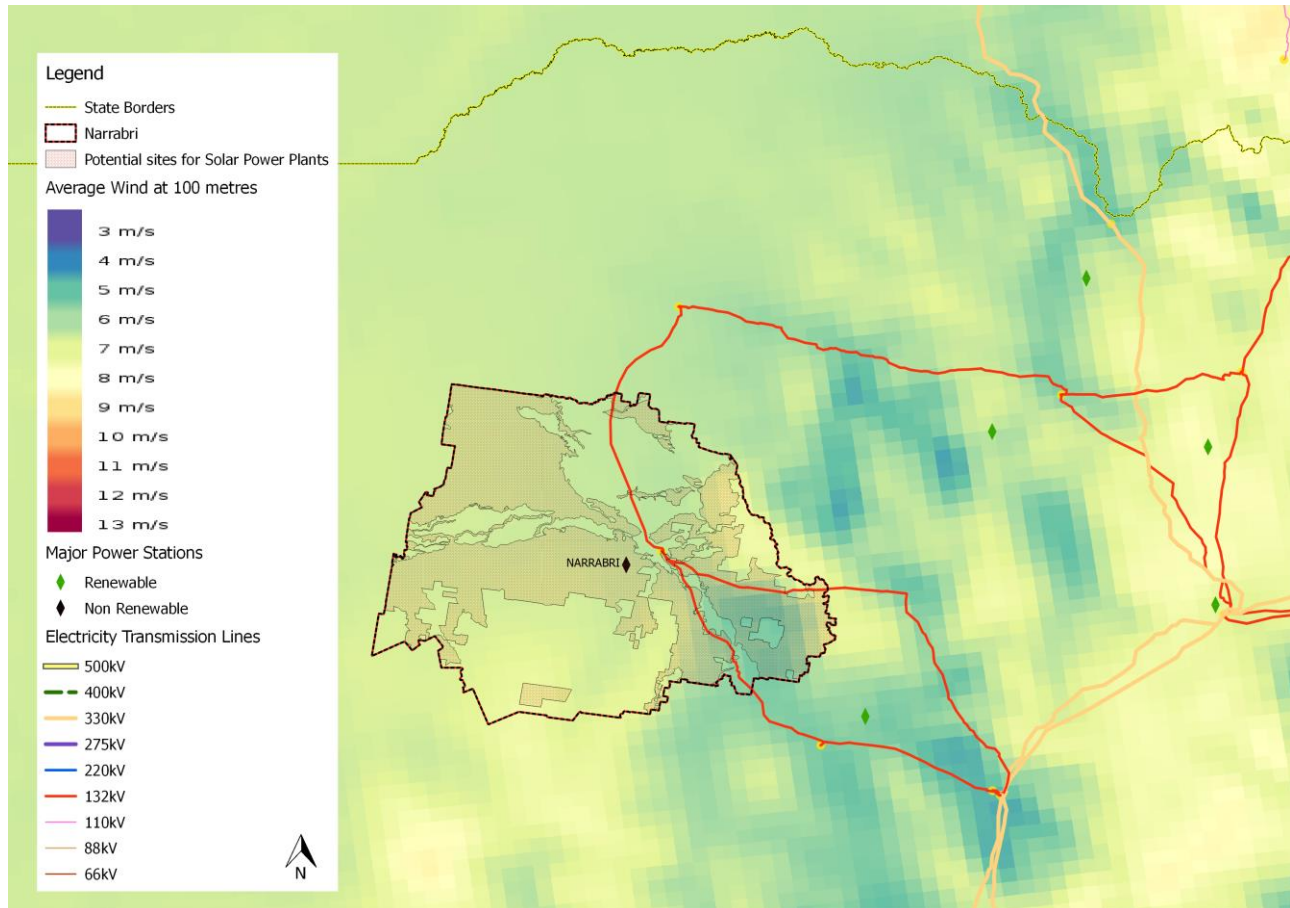 Legend
State Borders
Narrabri
Potential sites for Solar Power Plants
Average Wind at 100 metres
3 m/s
4 m/s
5 m/s
6 m/s
7 m/s
8 m/s
9 m/s
10 m/s
11 m/s
12 m/s
13 m/s
Major Power Stations
Renewable
Non Renewable
Electricity Transmission Lines
500kV
400kV
330kV
275kV
220kV
132kV
110kV
88kV
66kV
N
NARRABRI